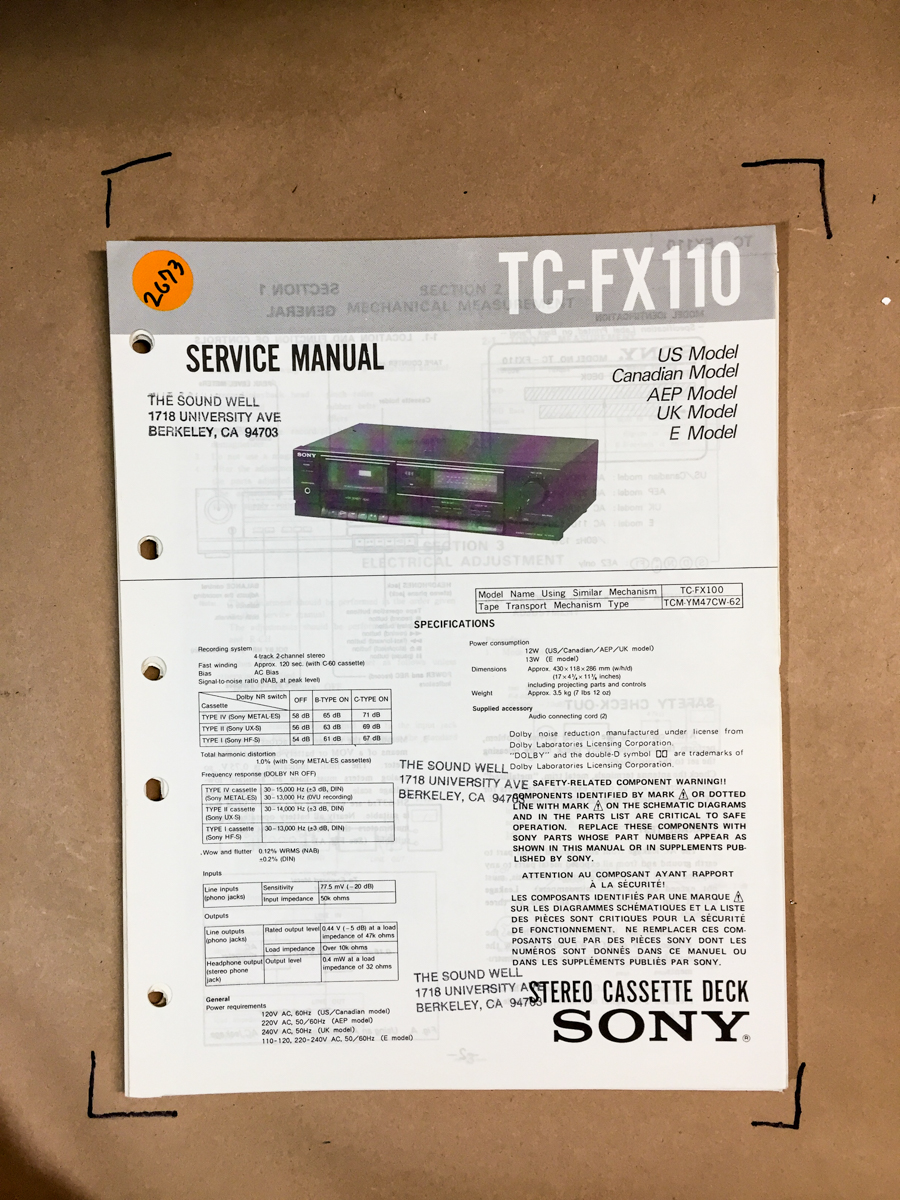 2673
TC-FX110
SERVICE MANUAL
US Model
Canadian Model
AEP Model
UK Model
E Model
THE SOUND WELL
1718 UNIVERSITY AVE
BERKELEY, CA 94703
SONY
Model Name Using Similar Mechanism TC-FX100
Tape Transport Mechanism Type TCM-YM47CW-62
SPECIFICATIONS
Recording system
4-track 2-channel stereo
Fast winding Approx. 120 sec. (with C-60 cassette)
Bias AC Bias
Signal-to-noise ratio (NAB, at peak level)
Dolby NR switch OFF B-TYPE ON C-TYPE ON
Cassette
TYPE IV (Sony METAL-ES) 58 dB 65 dB 71 dB
TYPE II (Sony UX-S) 56 dB 63 dB 69 dB
TYPE I (Sony HF-S) 54 dB 61 dB 67 dB
Total harmonic distortion
1.0% (with Sony METAL-ES cassettes)
Frequency response (DOLBY NR OFF)
TYPE IV cassette 30-15,000 Hz (±3 dB, DIN)
(Sony METAL-ES) 30-13,000 Hz (0VU recording)
TYPE II cassette 30-14,000 Hz (±3 dB, DIN)
(Sony UX-S)
TYPE I cassette 30-13,000 Hz (±3 dB, DIN)
(Sony HF-S)
Wow and flutter 0.12% WRMS (NAB)
±0.2% (DIN)
Inputs
Line inputs Sensitivity 77.5 mV (-20 dB)
(phono jacks) Input impedance 50k ohms
Outputs
Line outputs Rated output level 0.44 V (-5 dB) at a load
(phono jacks) impedance of 47k ohms
Load impedance Over 10k ohms
Headphone output Output level 0.4 mW at a load
(stereo phone impedance of 32 ohms
jack)
General
Power requirements
120V AC, 60Hz (US/Canadian model)
220V AC, 50/60Hz (AEP model)
240V AC, 50Hz (UK model)
110-120, 220-240V AC, 50/60Hz (E model)
Power consumption
12W (US/Canadian/AEP/UK model)
13W (E model)
Dimensions Approx. 430 × 118 × 286 mm (w/h/d)
(17 × 4 3/4 × 11 3/8 inches)
including projecting parts and controls
Weight Approx. 3.5 kg (7 lbs 12 oz)
Supplied accessory
Audio connecting cord (2)
Dolby noise reduction manufactured under license from
Dolby Laboratories Licensing Corporation.
"DOLBY" and the double-D symbol are trademarks of
Dolby Laboratories Licensing Corporation.
THE SOUND WELL
1718 UNIVERSITY AVE
BERKELEY, CA 94703
SAFETY-RELATED COMPONENT WARNING!!
COMPONENTS IDENTIFIED BY MARK ⚠ OR DOTTED
LINE WITH MARK ⚠ ON THE SCHEMATIC DIAGRAMS
AND IN THE PARTS LIST ARE CRITICAL TO SAFE
OPERATION. REPLACE THESE COMPONENTS WITH
SONY PARTS WHOSE PART NUMBERS APPEAR AS
SHOWN IN THIS MANUAL OR IN SUPPLEMENTS PUB-
LISHED BY SONY.
ATTENTION AU COMPOSANT AYANT RAPPORT
À LA SÉCURITÉ!
LES COMPOSANTS IDENTIFIÉS PAR UNE MARQUE ⚠
SUR LES DIAGRAMMES SCHÉMATIQUES ET LA LISTE
DES PIÈCES SONT CRITIQUES POUR LA SÉCURITÉ
DE FONCTIONNEMENT. NE REMPLACER CES COM-
POSANTS QUE PAR DES PIÈCES SONY DONT LES
NUMÉROS SONT DONNÉS DANS CE MANUEL OU
DANS LES SUPPLÉMENTS PUBLIÉS PAR SONY.
THE SOUND WELL
1718 UNIVERSITY AVE
BERKELEY, CA 94703
STEREO CASSETTE DECK
SONY®